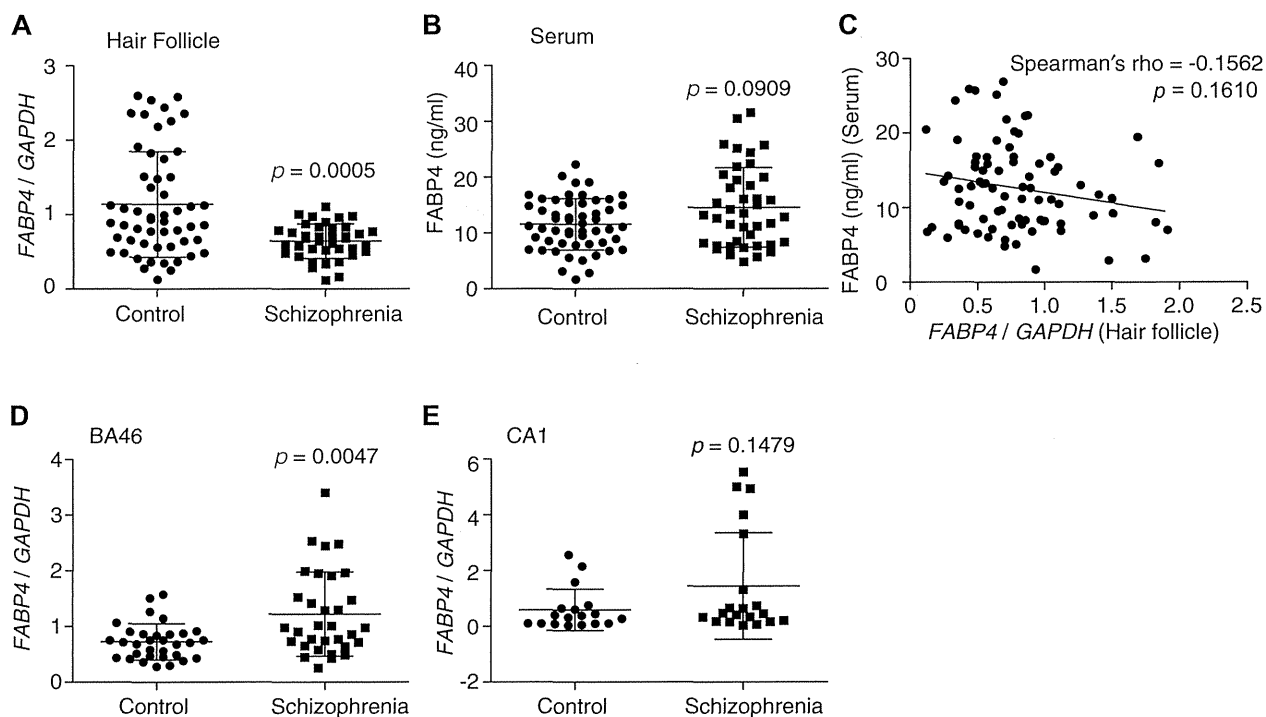 A
Hair Follicle
3
2
1
0
FABP4 / GAPDH
p = 0.0005
Control
Schizophrenia
B
Serum
40
30
20
10
0
FABP4 (ng/ml)
p = 0.0909
Control
Schizophrenia
C
Spearman's rho = -0.1562
p = 0.1610
30
20
10
0
FABP4 (ng/ml) (Serum)
0 0.5 1.0 1.5 2.0 2.5
FABP4 / GAPDH (Hair follicle)
D
BA46
4
3
2
1
0
FABP4 / GAPDH
p = 0.0047
Control
Schizophrenia
E
CA1
6
4
2
0
-2
FABP4 / GAPDH
p = 0.1479
Control
Schizophrenia